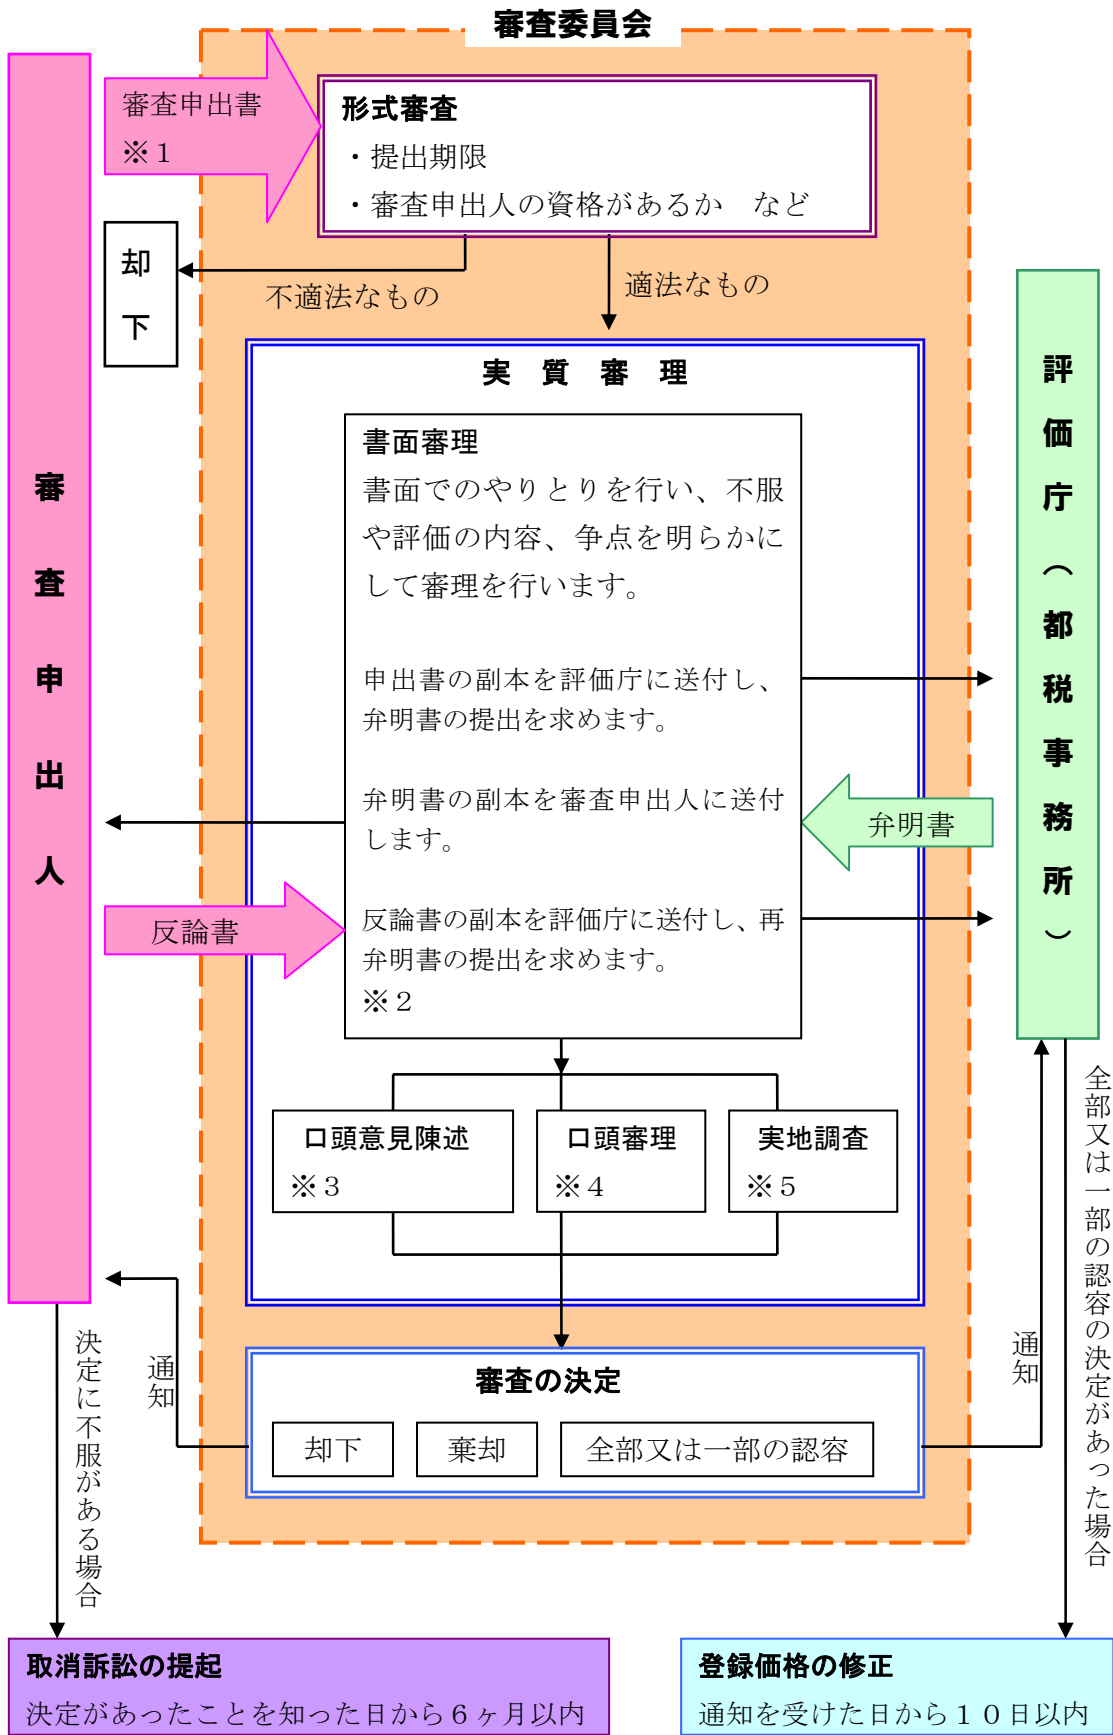 審査委員会
審査申出書
※１
形式審査
・提出期限
・審査申出人の資格があるか　など
却下
不適法なもの
適法なもの
審査申出人
評価庁（都税事務所）
実　質　審　理
書面審理
書面でのやりとりを行い、不服
や評価の内容、争点を明らかに
して審理を行います。
申出書の副本を評価庁に送付し、
弁明書の提出を求めます。
弁明書の副本を審査申出人に送付
します。
弁明書
反論書
反論書の副本を評価庁に送付し、再
弁明書の提出を求めます。
※２
口頭意見陳述
※３
口頭審理
※４
実地調査
※５
全部又は一部の認容の決定があった場合
通知
通知
決定に不服がある場合
審査の決定
却下
棄却
全部又は一部の認容
取消訴訟の提起
決定があったことを知った日から６ヶ月以内
登録価格の修正
通知を受けた日から１０日以内